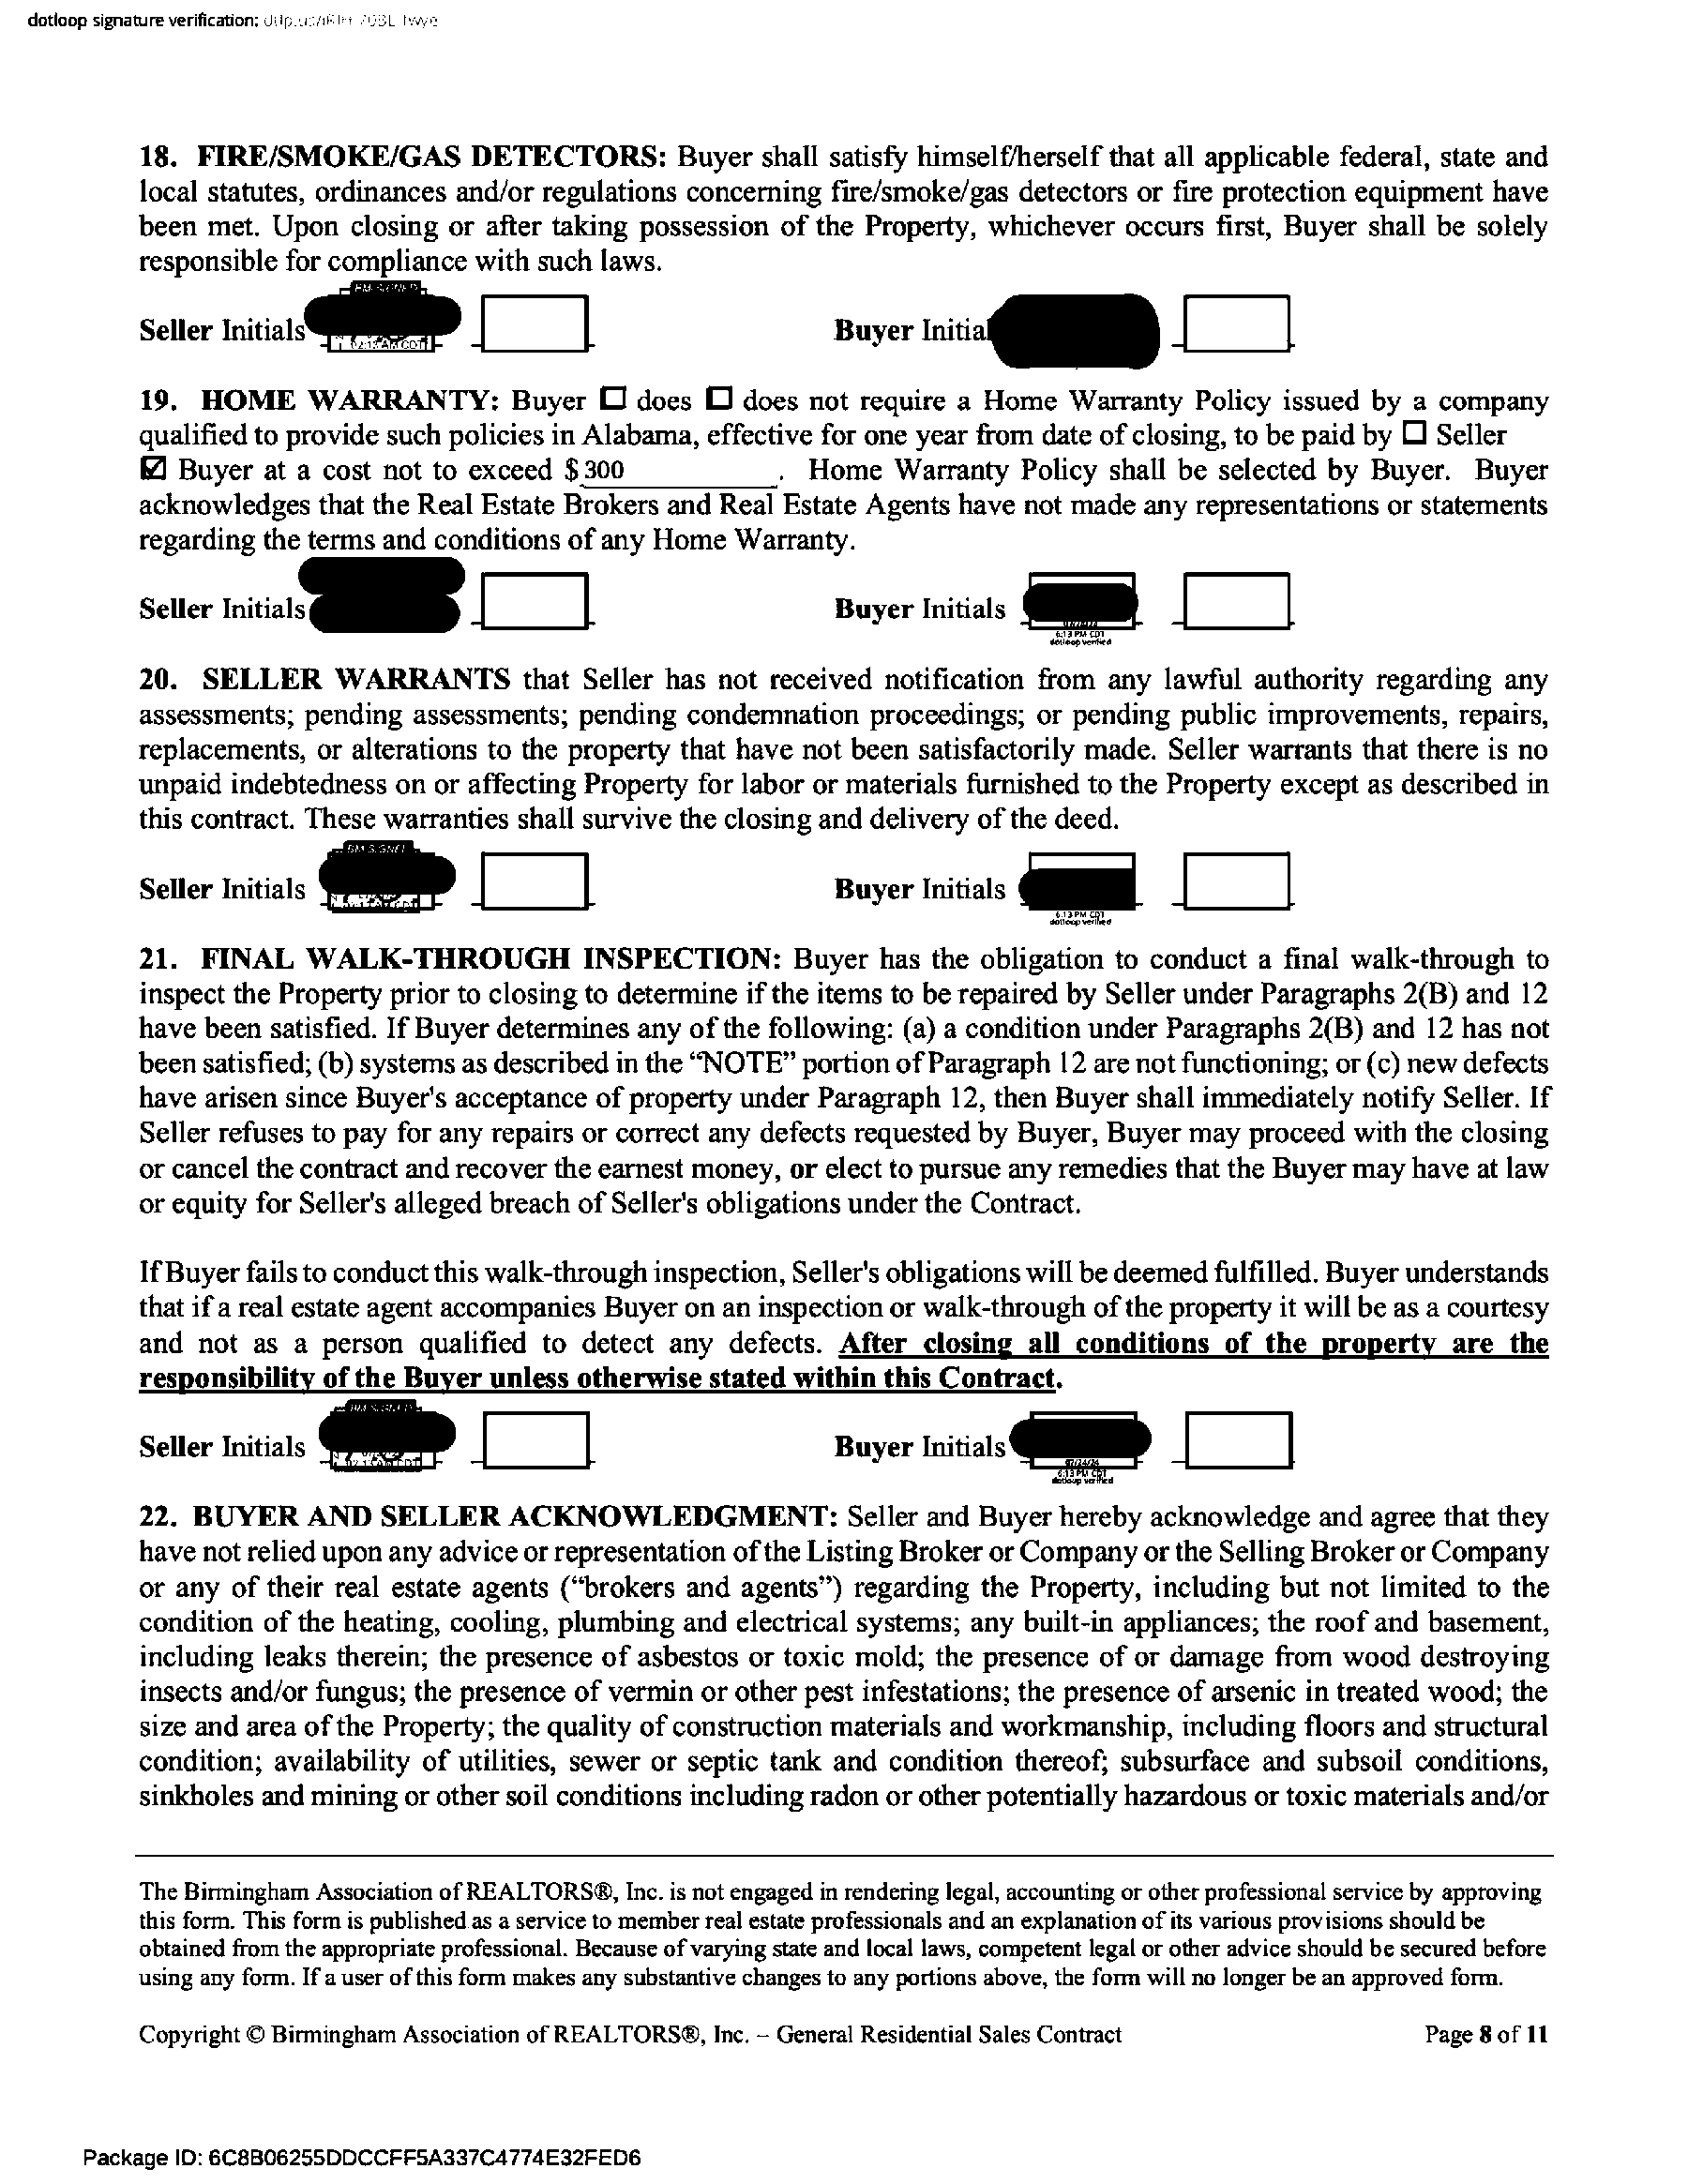 dotloop signature verification:
18. FIRE/SMOKE/GAS DETECTORS: Buyer shall satisfy himself/herself that all applicable federal, state and
local statutes, ordinances and/or regulations concerning fire/smoke/gas detectors or fire protection equipment have
been met. Upon closing or after taking possession of the Property, whichever occurs first, Buyer shall be solely
responsible for compliance with such laws.
Seller Initials Buyer Initial
19. HOME WARRANTY: Buyer ☐ does ☐ does not require a Home Warranty Policy issued by a company
qualified to provide such policies in Alabama, effective for one year from date of closing, to be paid by ☐ Seller
☑ Buyer at a cost not to exceed $ 300 . Home Warranty Policy shall be selected by Buyer. Buyer
acknowledges that the Real Estate Brokers and Real Estate Agents have not made any representations or statements
regarding the terms and conditions of any Home Warranty.
Seller Initials Buyer Initials
6:13 PM CDT
dotloop verified
20. SELLER WARRANTS that Seller has not received notification from any lawful authority regarding any
assessments; pending assessments; pending condemnation proceedings; or pending public improvements, repairs,
replacements, or alterations to the property that have not been satisfactorily made. Seller warrants that there is no
unpaid indebtedness on or affecting Property for labor or materials furnished to the Property except as described in
this contract. These warranties shall survive the closing and delivery of the deed.
Seller Initials Buyer Initials
6:13 PM CDT
dotloop verified
21. FINAL WALK-THROUGH INSPECTION: Buyer has the obligation to conduct a final walk-through to
inspect the Property prior to closing to determine if the items to be repaired by Seller under Paragraphs 2(B) and 12
have been satisfied. If Buyer determines any of the following: (a) a condition under Paragraphs 2(B) and 12 has not
been satisfied; (b) systems as described in the “NOTE” portion of Paragraph 12 are not functioning; or (c) new defects
have arisen since Buyer's acceptance of property under Paragraph 12, then Buyer shall immediately notify Seller. If
Seller refuses to pay for any repairs or correct any defects requested by Buyer, Buyer may proceed with the closing
or cancel the contract and recover the earnest money, or elect to pursue any remedies that the Buyer may have at law
or equity for Seller's alleged breach of Seller's obligations under the Contract.
If Buyer fails to conduct this walk-through inspection, Seller's obligations will be deemed fulfilled. Buyer understands
that if a real estate agent accompanies Buyer on an inspection or walk-through of the property it will be as a courtesy
and not as a person qualified to detect any defects. After closing all conditions of the property are the
responsibility of the Buyer unless otherwise stated within this Contract.
Seller Initials Buyer Initials
07/24/24
6:13 PM CDT
dotloop verified
22. BUYER AND SELLER ACKNOWLEDGMENT: Seller and Buyer hereby acknowledge and agree that they
have not relied upon any advice or representation of the Listing Broker or Company or the Selling Broker or Company
or any of their real estate agents (“brokers and agents”) regarding the Property, including but not limited to the
condition of the heating, cooling, plumbing and electrical systems; any built-in appliances; the roof and basement,
including leaks therein; the presence of asbestos or toxic mold; the presence of or damage from wood destroying
insects and/or fungus; the presence of vermin or other pest infestations; the presence of arsenic in treated wood; the
size and area of the Property; the quality of construction materials and workmanship, including floors and structural
condition; availability of utilities, sewer or septic tank and condition thereof; subsurface and subsoil conditions,
sinkholes and mining or other soil conditions including radon or other potentially hazardous or toxic materials and/or
The Birmingham Association of REALTORS®, Inc. is not engaged in rendering legal, accounting or other professional service by approving
this form. This form is published as a service to member real estate professionals and an explanation of its various provisions should be
obtained from the appropriate professional. Because of varying state and local laws, competent legal or other advice should be secured before
using any form. If a user of this form makes any substantive changes to any portions above, the form will no longer be an approved form.
Copyright © Birmingham Association of REALTORS®, Inc. – General Residential Sales Contract Page 8 of 11
Package ID: 6C8B06255DDCCFF5A337C4774E32FED6